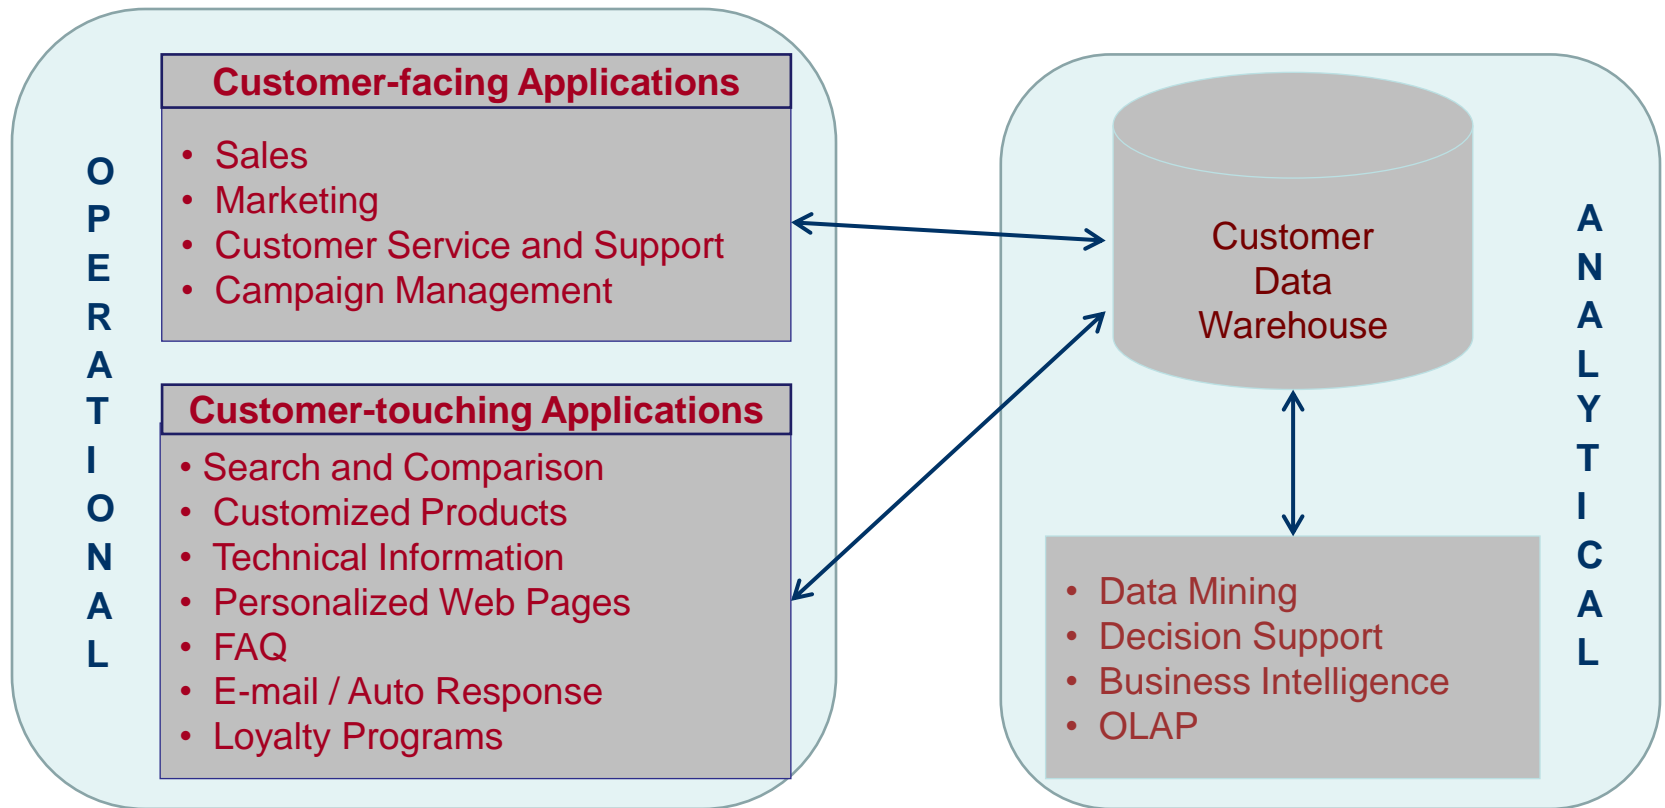 OPERATIONAL
Customer-facing Applications
• Sales
• Marketing
• Customer Service and Support
• Campaign Management
Customer-touching Applications
• Search and Comparison
• Customized Products
• Technical Information
• Personalized Web Pages
• FAQ
• E-mail / Auto Response
• Loyalty Programs
Customer
Data
Warehouse
• Data Mining
• Decision Support
• Business Intelligence
• OLAP
ANALYTICAL